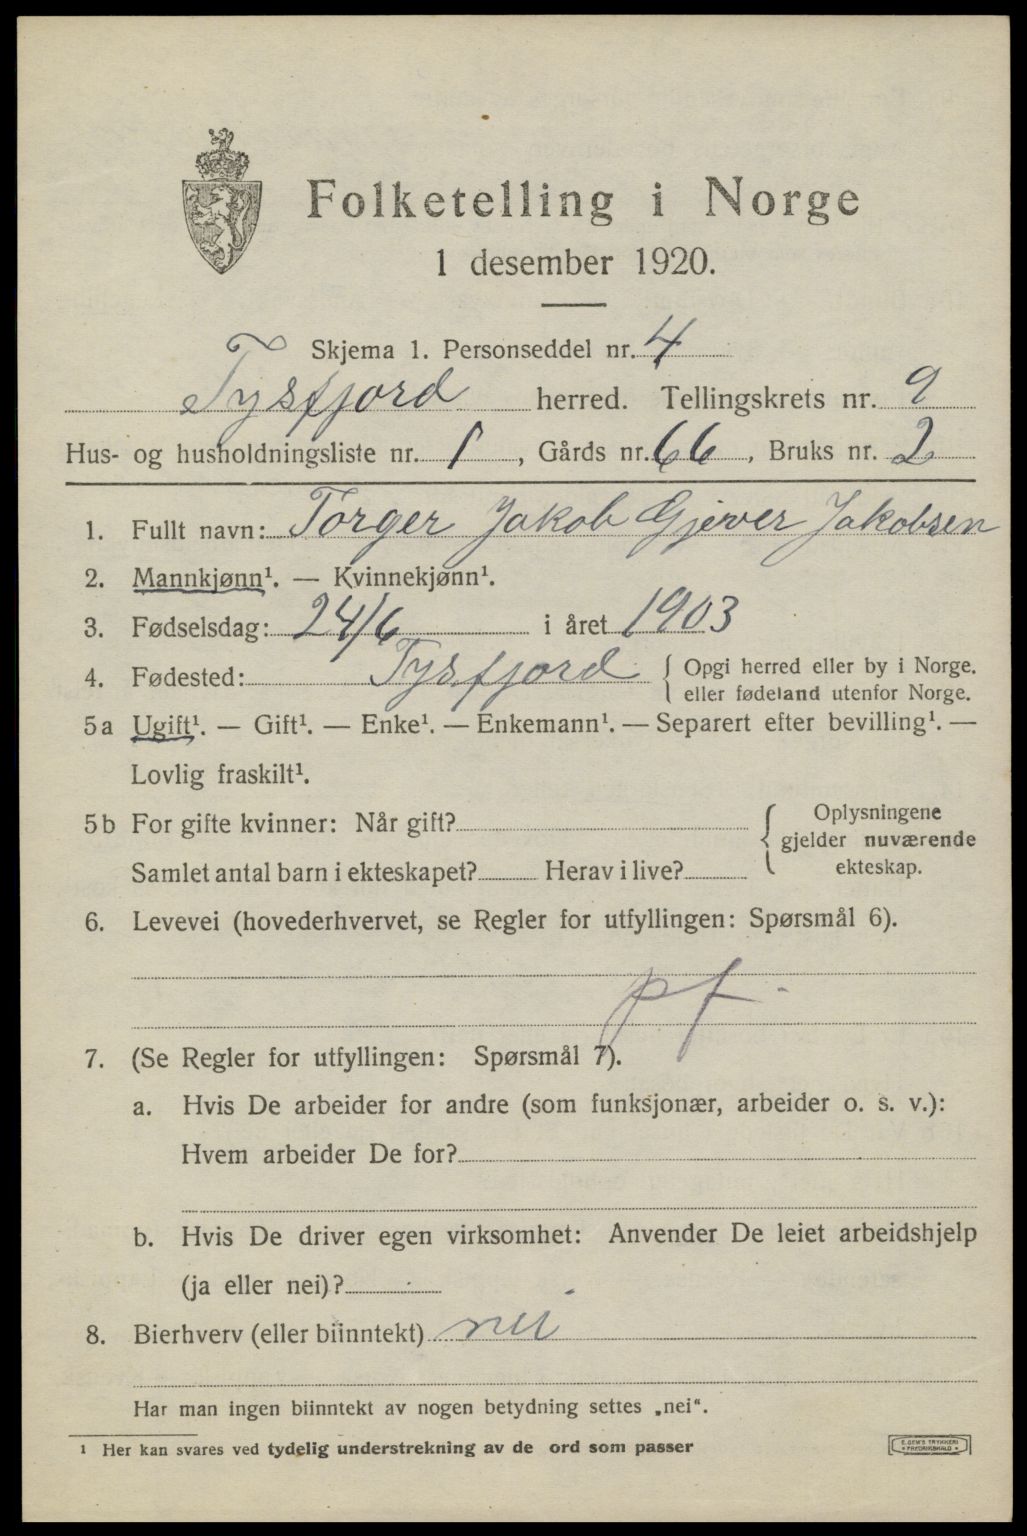 Folketelling i Norge
1 desember 1920.
Skjema 1. Personseddel nr. 4
Tysfjord herred. Tellingskrets nr. 9
Hus- og husholdningsliste nr. 1, Gårds nr. 66, Bruks nr. 2
1. Fullt navn: Torger Jakob Gjæver Jakobsen
2. Mannkjønn¹. — Kvinnekjønn¹.
3. Fødselsdag: 24/6 i året 1903
4. Fødested: Tysfjord { Opgi herred eller by i Norge.
eller fødeland utenfor Norge.
5a Ugift¹. — Gift¹. — Enke¹. — Enkemann¹. — Separert efter bevilling¹. —
Lovlig fraskilt¹.
5b For gifte kvinner: Når gift? { Oplysningene
gjelder nuværende
ekteskap.
Samlet antal barn i ekteskapet? Herav i live?
6. Levevei (hovederhvervet, se Regler for utfyllingen: Spørsmål 6).
pf.
7. (Se Regler for utfyllingen: Spørsmål 7).
a. Hvis De arbeider for andre (som funksjonær, arbeider o. s. v.):
Hvem arbeider De for?
b. Hvis De driver egen virksomhet: Anvender De leiet arbeidshjelp
(ja eller nei)?
8. Bierhverv (eller biinntekt) nei
Har man ingen biinntekt av nogen betydning settes „nei“.
¹ Her kan svares ved tydelig understrekning av de ord som passer
E. SEM'S TRYKKERI
FREDRIKSHALD